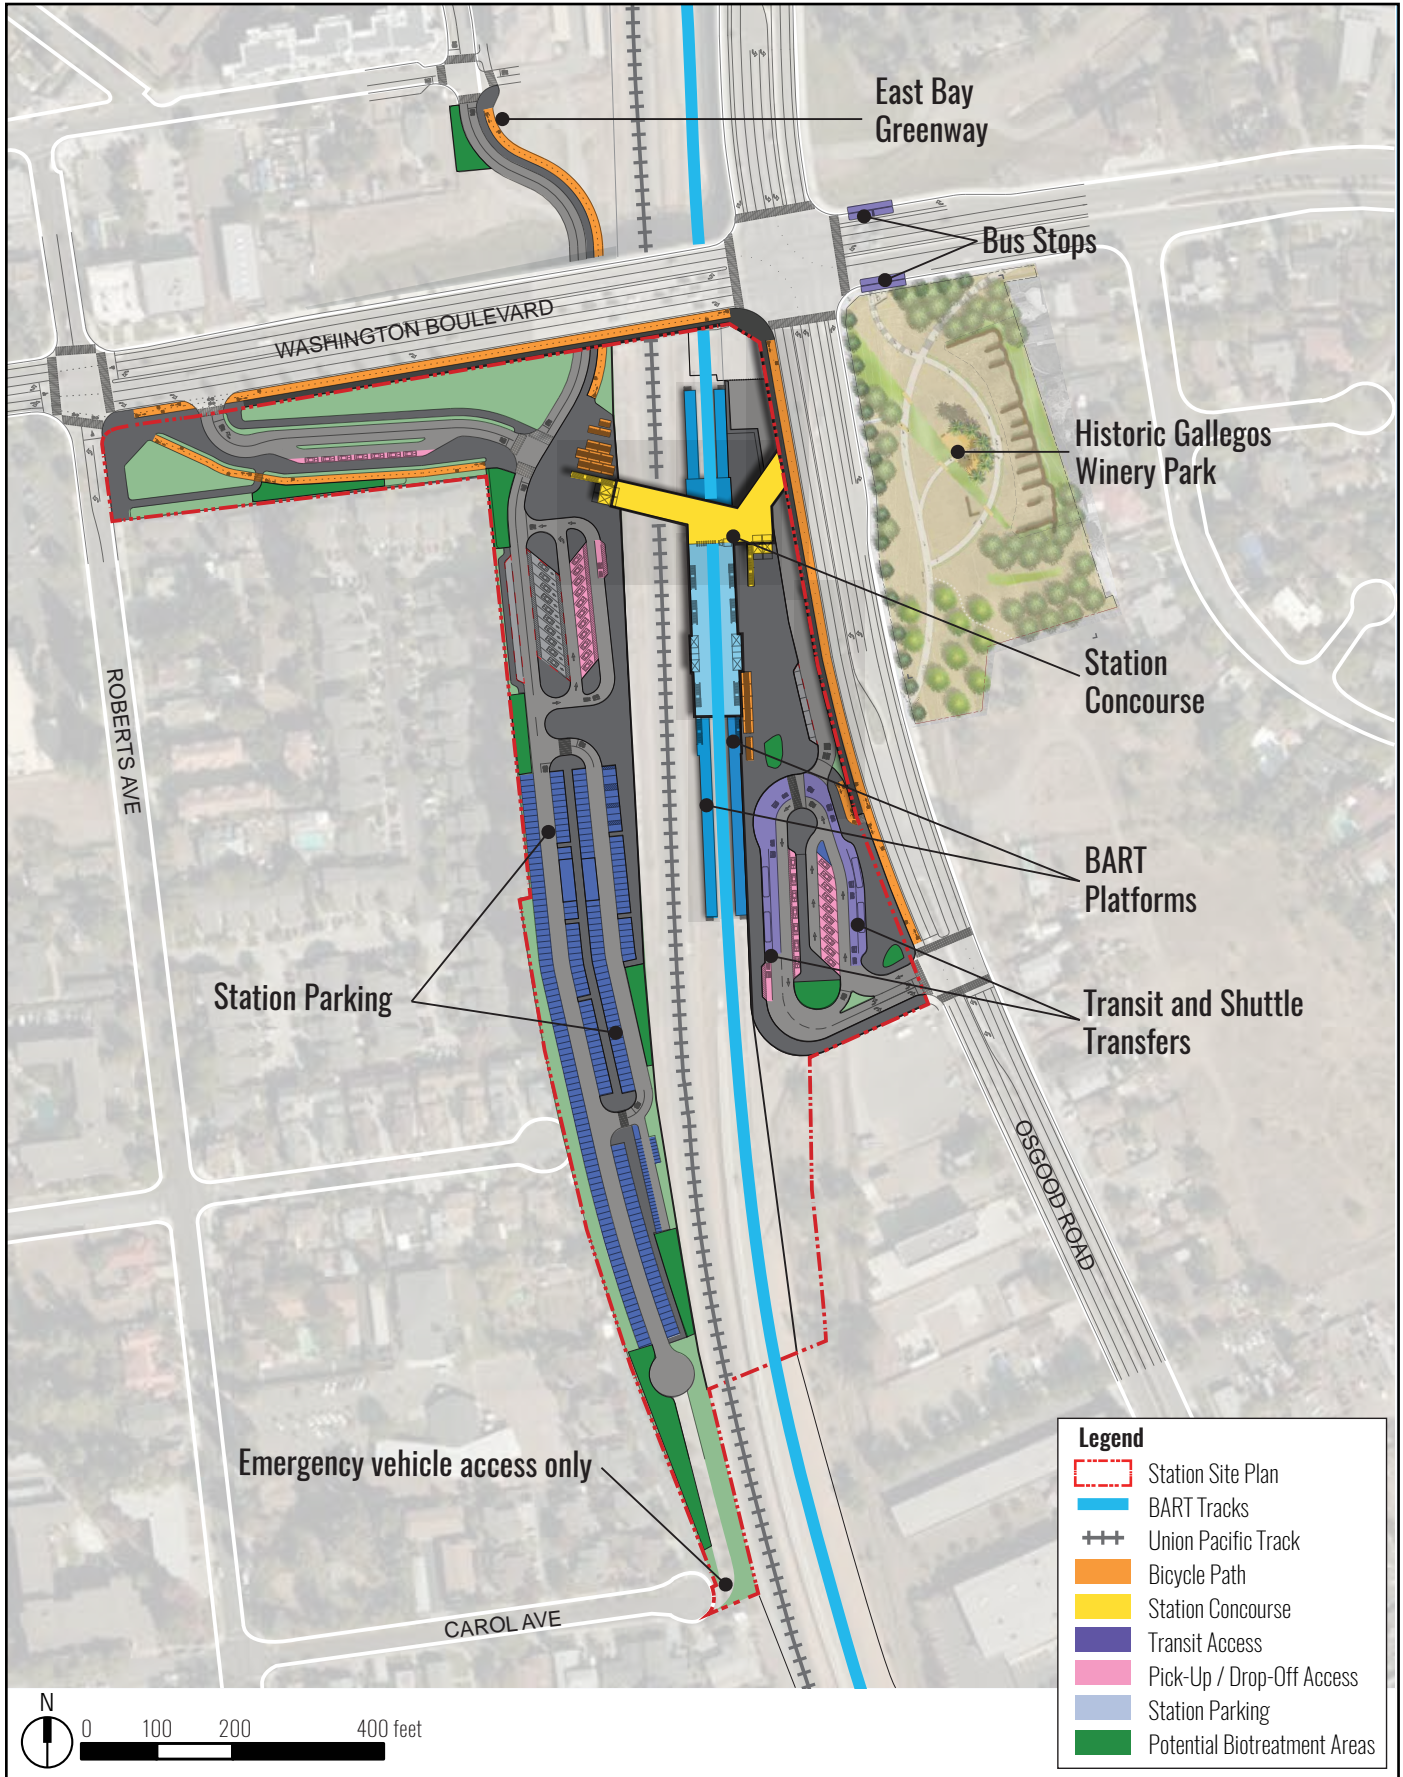 East Bay
Greenway
Bus Stops
WASHINGTON BOULEVARD
Historic Gallegos
Winery Park
Station
Concourse
ROBERTS AVE
BART
Platforms
Station Parking
Transit and Shuttle
Transfers
OSGOOD ROAD
Emergency vehicle access only
CAROL AVE
Legend
Station Site Plan
BART Tracks
Union Pacific Track
Bicycle Path
Station Concourse
Transit Access
Pick-Up / Drop-Off Access
Station Parking
Potential Biotreatment Areas
N
0 100 200 400 feet